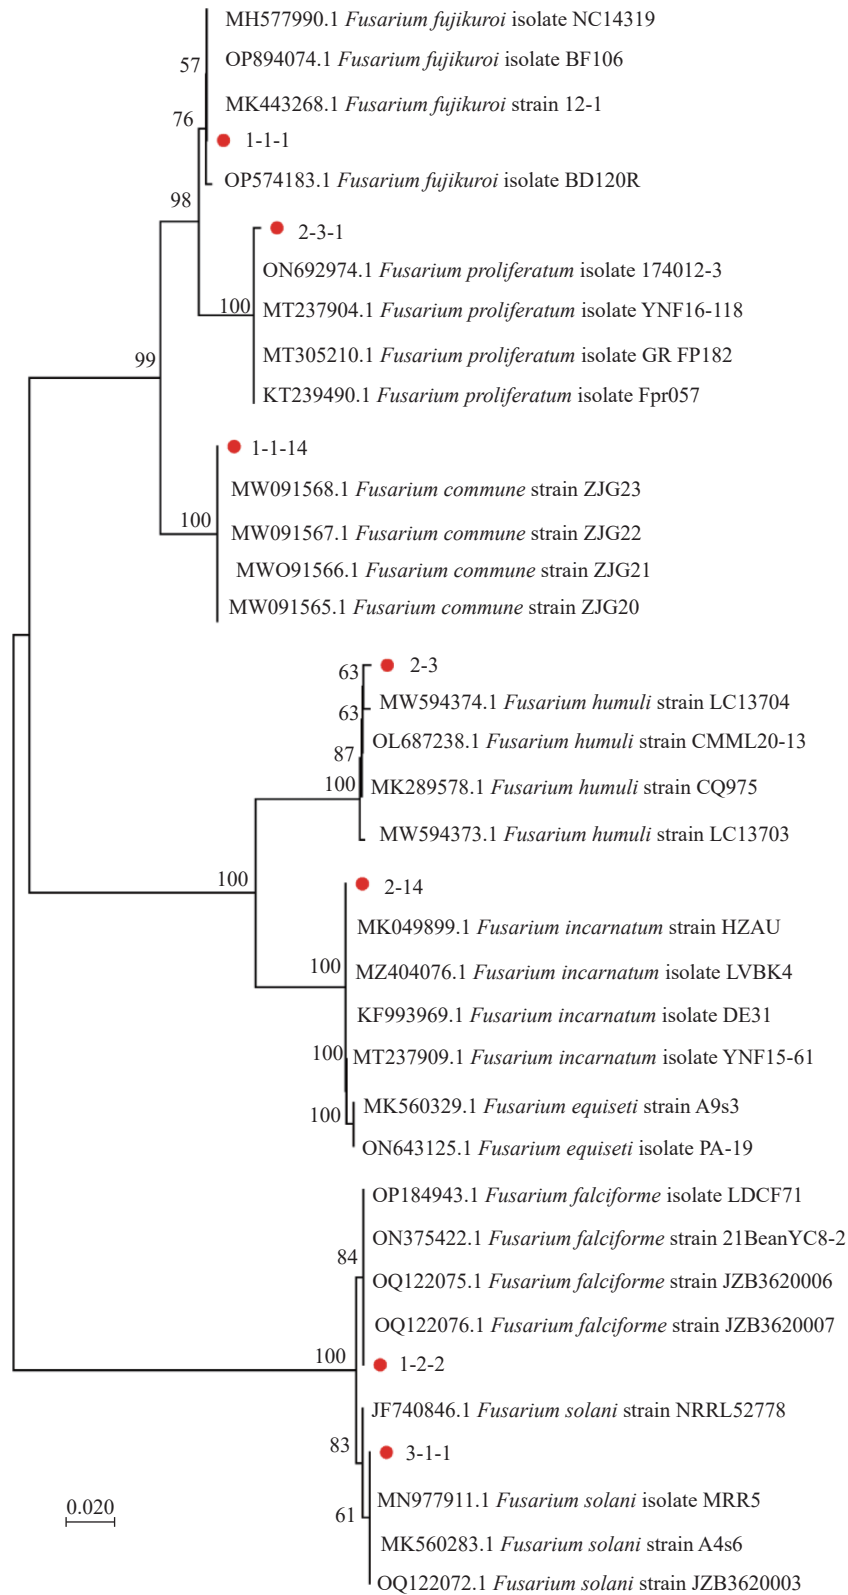 MH577990.1 Fusarium fujikuroi isolate NC14319
57 OP894074.1 Fusarium fujikuroi isolate BF106
MK443268.1 Fusarium fujikuroi strain 12-1
76
1-1-1
OP574183.1 Fusarium fujikuroi isolate BD120R
98
2-3-1
ON692974.1 Fusarium proliferatum isolate 174012-3
100 MT237904.1 Fusarium proliferatum isolate YNF16-118
MT305210.1 Fusarium proliferatum isolate GR FP182
99
KT239490.1 Fusarium proliferatum isolate Fpr057
1-1-14
MW091568.1 Fusarium commune strain ZJG23
100
MW091567.1 Fusarium commune strain ZJG22
MWO91566.1 Fusarium commune strain ZJG21
MW091565.1 Fusarium commune strain ZJG20
63 2-3
MW594374.1 Fusarium humuli strain LC13704
63
OL687238.1 Fusarium humuli strain CMML20-13
87
100 MK289578.1 Fusarium humuli strain CQ975
MW594373.1 Fusarium humuli strain LC13703
100 2-14
MK049899.1 Fusarium incarnatum strain HZAU
100 MZ404076.1 Fusarium incarnatum isolate LVBK4
KF993969.1 Fusarium incarnatum isolate DE31
100 MT237909.1 Fusarium incarnatum isolate YNF15-61
MK560329.1 Fusarium equiseti strain A9s3
100
ON643125.1 Fusarium equiseti isolate PA-19
OP184943.1 Fusarium falciforme isolate LDCF71
ON375422.1 Fusarium falciforme strain 21BeanYC8-2
84
OQ122075.1 Fusarium falciforme strain JZB3620006
OQ122076.1 Fusarium falciforme strain JZB3620007
100 1-2-2
JF740846.1 Fusarium solani strain NRRL52778
83 3-1-1
MN977911.1 Fusarium solani isolate MRR5
0.020
61
MK560283.1 Fusarium solani strain A4s6
OQ122072.1 Fusarium solani strain JZB3620003